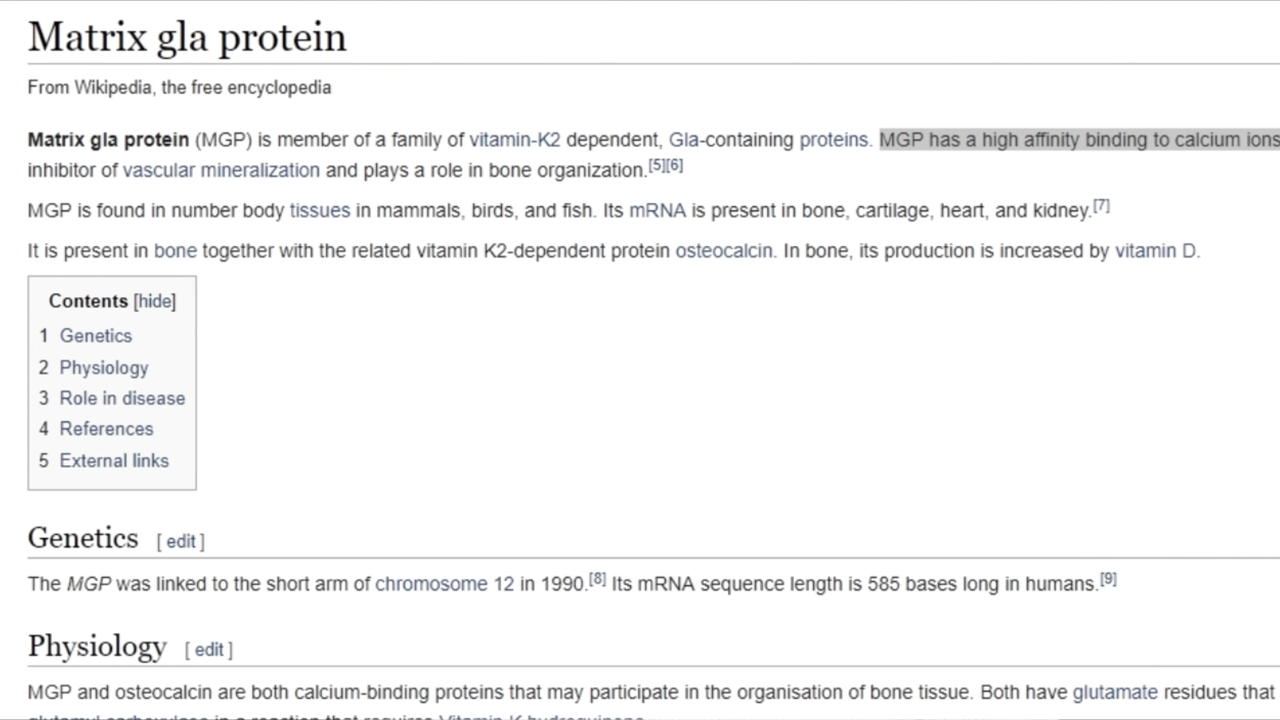 Matrix gla protein
From Wikipedia, the free encyclopedia
Matrix gla protein (MGP) is member of a family of vitamin-K2 dependent, Gla-containing proteins. MGP has a high affinity binding to calcium ions
inhibitor of vascular mineralization and plays a role in bone organization.[5][6]
MGP is found in number body tissues in mammals, birds, and fish. Its mRNA is present in bone, cartilage, heart, and kidney.[7]
It is present in bone together with the related vitamin K2-dependent protein osteocalcin. In bone, its production is increased by vitamin D.
Contents [hide]
1 Genetics
2 Physiology
3 Role in disease
4 References
5 External links
Genetics [ edit ]
The MGP was linked to the short arm of chromosome 12 in 1990.[8] Its mRNA sequence length is 585 bases long in humans.[9]
Physiology [ edit ]
MGP and osteocalcin are both calcium-binding proteins that may participate in the organisation of bone tissue. Both have glutamate residues that
glutamyl carboxylase in a reaction that requires Vitamin K hydroquinone.